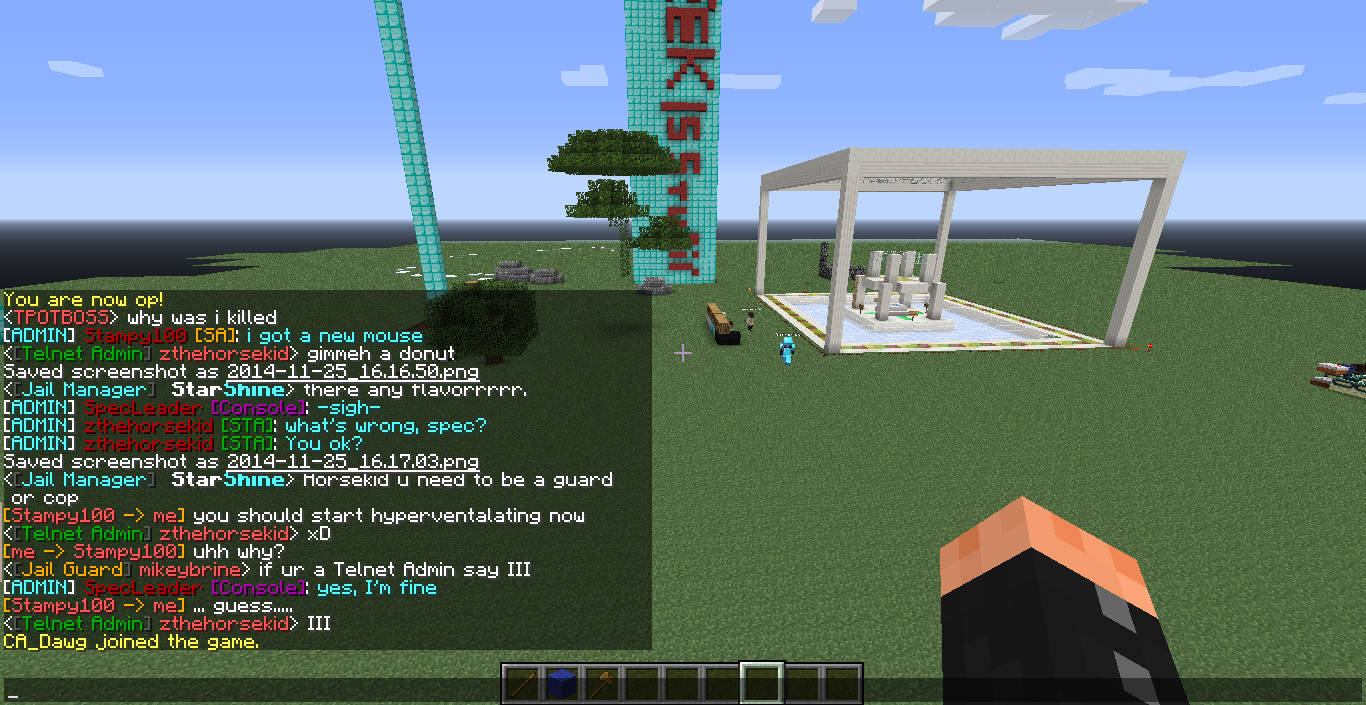 EKISSTHAT
You are now op!
<TPOTBOSS> why was i killed
[ADMIN] Stampy100 [SA]: i got a new mouse
<[Telnet Admin] zthehorsekid> gimmeh a donut
Saved screenshot as 2014-11-25_16.16.50.png
<[Jail Manager] StarShine> there any flavorrrrr.
[ADMIN] SpecLeader [Console]: -sigh-
[ADMIN] zthehorsekid [STA]: what's wrong, spec?
[ADMIN] zthehorsekid [STA]: You ok?
Saved screenshot as 2014-11-25_16.17.03.png
<[Jail Manager] StarShine> Horsekid u need to be a guard
or cop
[Stampy100 -> me] you should start hyperventalating now
<[Telnet Admin] zthehorsekid> xD
[me -> Stampy100] uhh why?
<[Jail Guard] mikeybrine> if ur a Telnet Admin say III
[ADMIN] SpecLeader [Console]: yes, I'm fine
[Stampy100 -> me] ... guess.....
<[Telnet Admin] zthehorsekid> III
CA_Dawg joined the game.
_